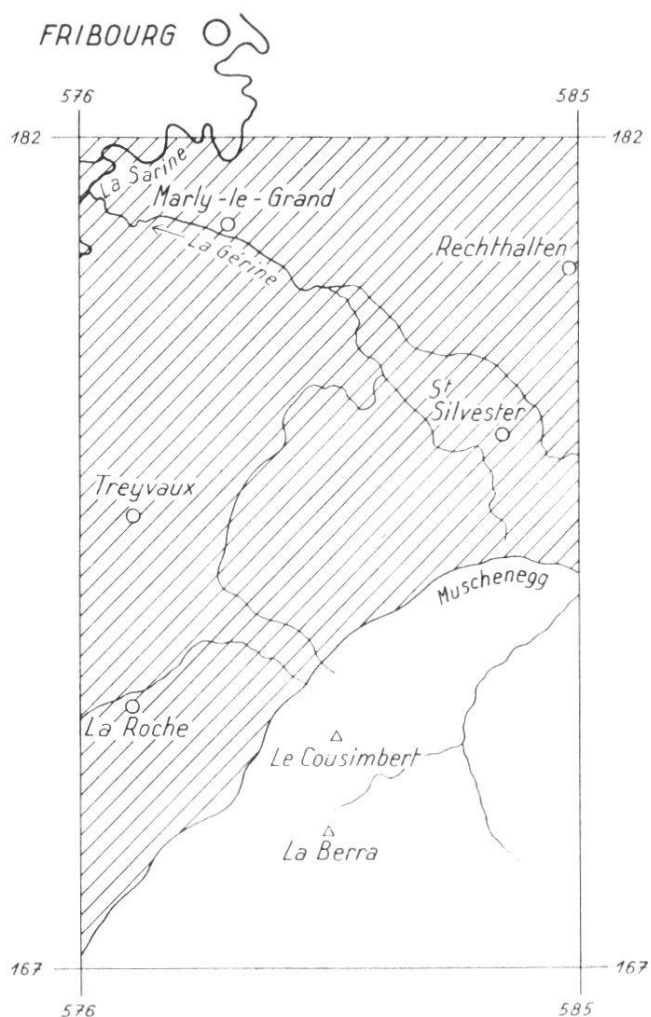 FRIBOURG
576
585
182
182
La Sarine
Marly-le-Grand
La Gérine
Rechthalten
St
Silvester
Treyvaux
Muschenegg
La Roche
Le Cousimbert
La Berra
167
167
576
585